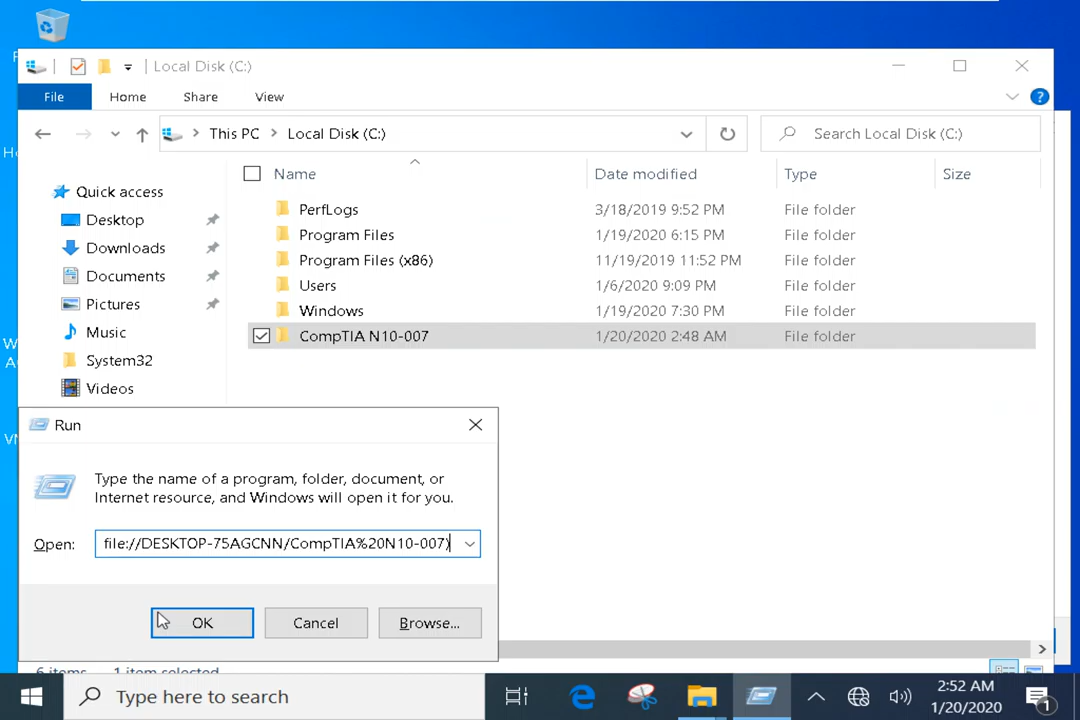 Local Disk (C:)
File Home Share View
This PC Local Disk (C:) Search Local Disk (C:)
Name Date modified Type Size
Quick access
Desktop
Downloads
Documents
Pictures
Music
System32
Videos
PerfLogs 3/18/2019 9:52 PM File folder
Program Files 1/19/2020 6:15 PM File folder
Program Files (x86) 11/19/2019 11:52 PM File folder
Users 1/6/2020 9:09 PM File folder
Windows 1/19/2020 7:30 PM File folder
CompTIA N10-007 1/20/2020 2:48 AM File folder
Run
Type the name of a program, folder, document, or
Internet resource, and Windows will open it for you.
Open: file://DESKTOP-75AGCNN/CompTIA%20N10-007)
OK Cancel Browse...
6 items 1 item selected
Type here to search
2:52 AM
1/20/2020
1